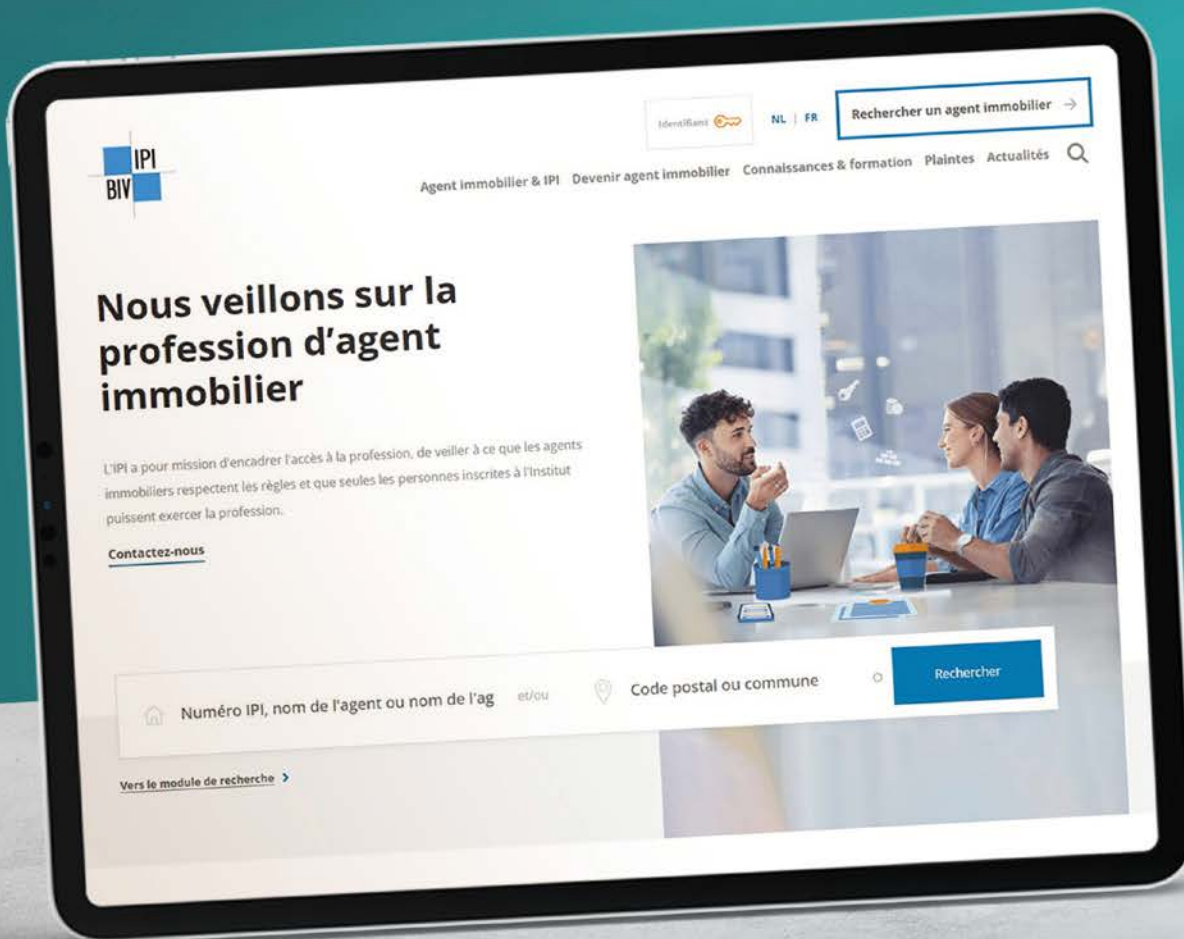 IPI
BIV
Identifiant
NL | FR
Rechercher un agent immobilier →
Agent immobilier & IPI Devenir agent immobilier Connaissances & formation Plaintes Actualités
Nous veillons sur la
profession d'agent
immobilier
L'IPI a pour mission d'encadrer l'accès à la profession, de veiller à ce que les agents
immobiliers respectent les règles et que seules les personnes inscrites à l'Institut
puissent exercer la profession.
Contactez-nous
Numéro IPI, nom de l'agent ou nom de l'ag et/ou Code postal ou commune Rechercher
Vers le module de recherche >